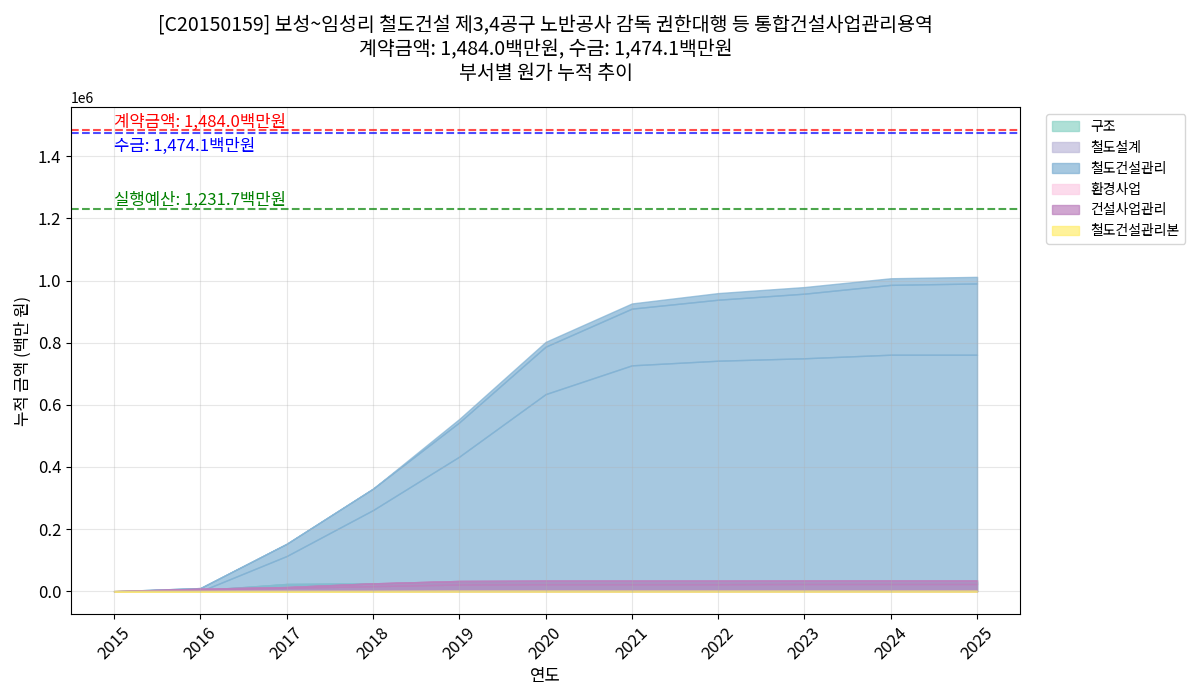 [C20150159] 보성~임성리 철도건설 제3,4공구 노반공사 감독 권한대행 등 통합건설사업관리용역
계약금액: 1,484.0백만원, 수금: 1,474.1백만원
부서별 원가 누적 추이
1e6
계약금액: 1,484.0백만원
수금: 1,474.1백만원
실행예산: 1,231.7백만원
1.4
1.2
1.0
0.8
0.6
0.4
0.2
0.0
누적 금액 (백만 원)
2015
2016
2017
2018
2019
2020
2021
2022
2023
2024
2025
연도
구조
철도설계
철도건설관리
환경사업
건설사업관리
철도건설관리본